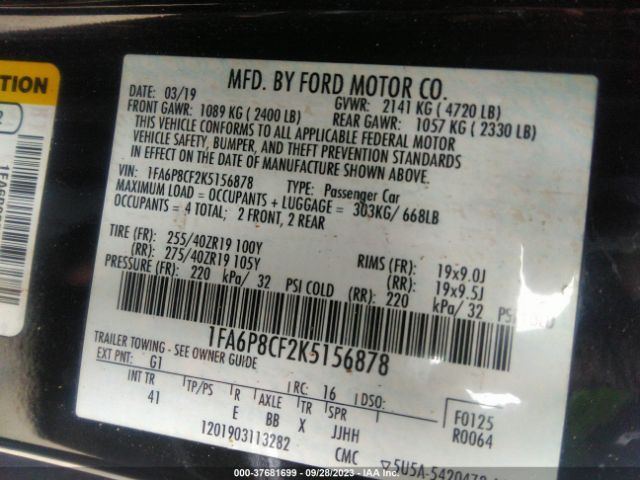 MFD. BY FORD MOTOR CO.
DATE: 03/19 GVWR: 2141 KG ( 4720 LB)
FRONT GAWR: 1089 KG ( 2400 LB) REAR GAWR: 1057 KG ( 2330 LB)
THIS VEHICLE CONFORMS TO ALL APPLICABLE FEDERAL MOTOR
VEHICLE SAFETY, BUMPER, AND THEFT PREVENTION STANDARDS
IN EFFECT ON THE DATE OF MANUFACTURE SHOWN ABOVE.
VIN: 1FA6P8CF2K5156878 TYPE: Passenger Car
MAXIMUM LOAD = OCCUPANTS + LUGGAGE = 303KG/ 668LB
OCCUPANTS = 4 TOTAL; 2 FRONT, 2 REAR
TIRE (FR): 255/40ZR19 100Y RIMS (FR): 19x9.0J
(RR): 275/40ZR19 105Y (RR): 19x9.5J
PRESSURE (FR): 220 kPa/ 32 PSI COLD (RR): 220 kPa/ 32 PSI COLD
1FA6P8CF2K5156878
TRAILER TOWING - SEE OWNER GUIDE
EXT PNT: G1 RC: 16 DSO:
INT TR TP/PS R AXLE TR SPR F0125
41 E BB X JJHH R0064
1201903113282 CMC
00-37681699 - 09/28/2023 - IAA Inc.